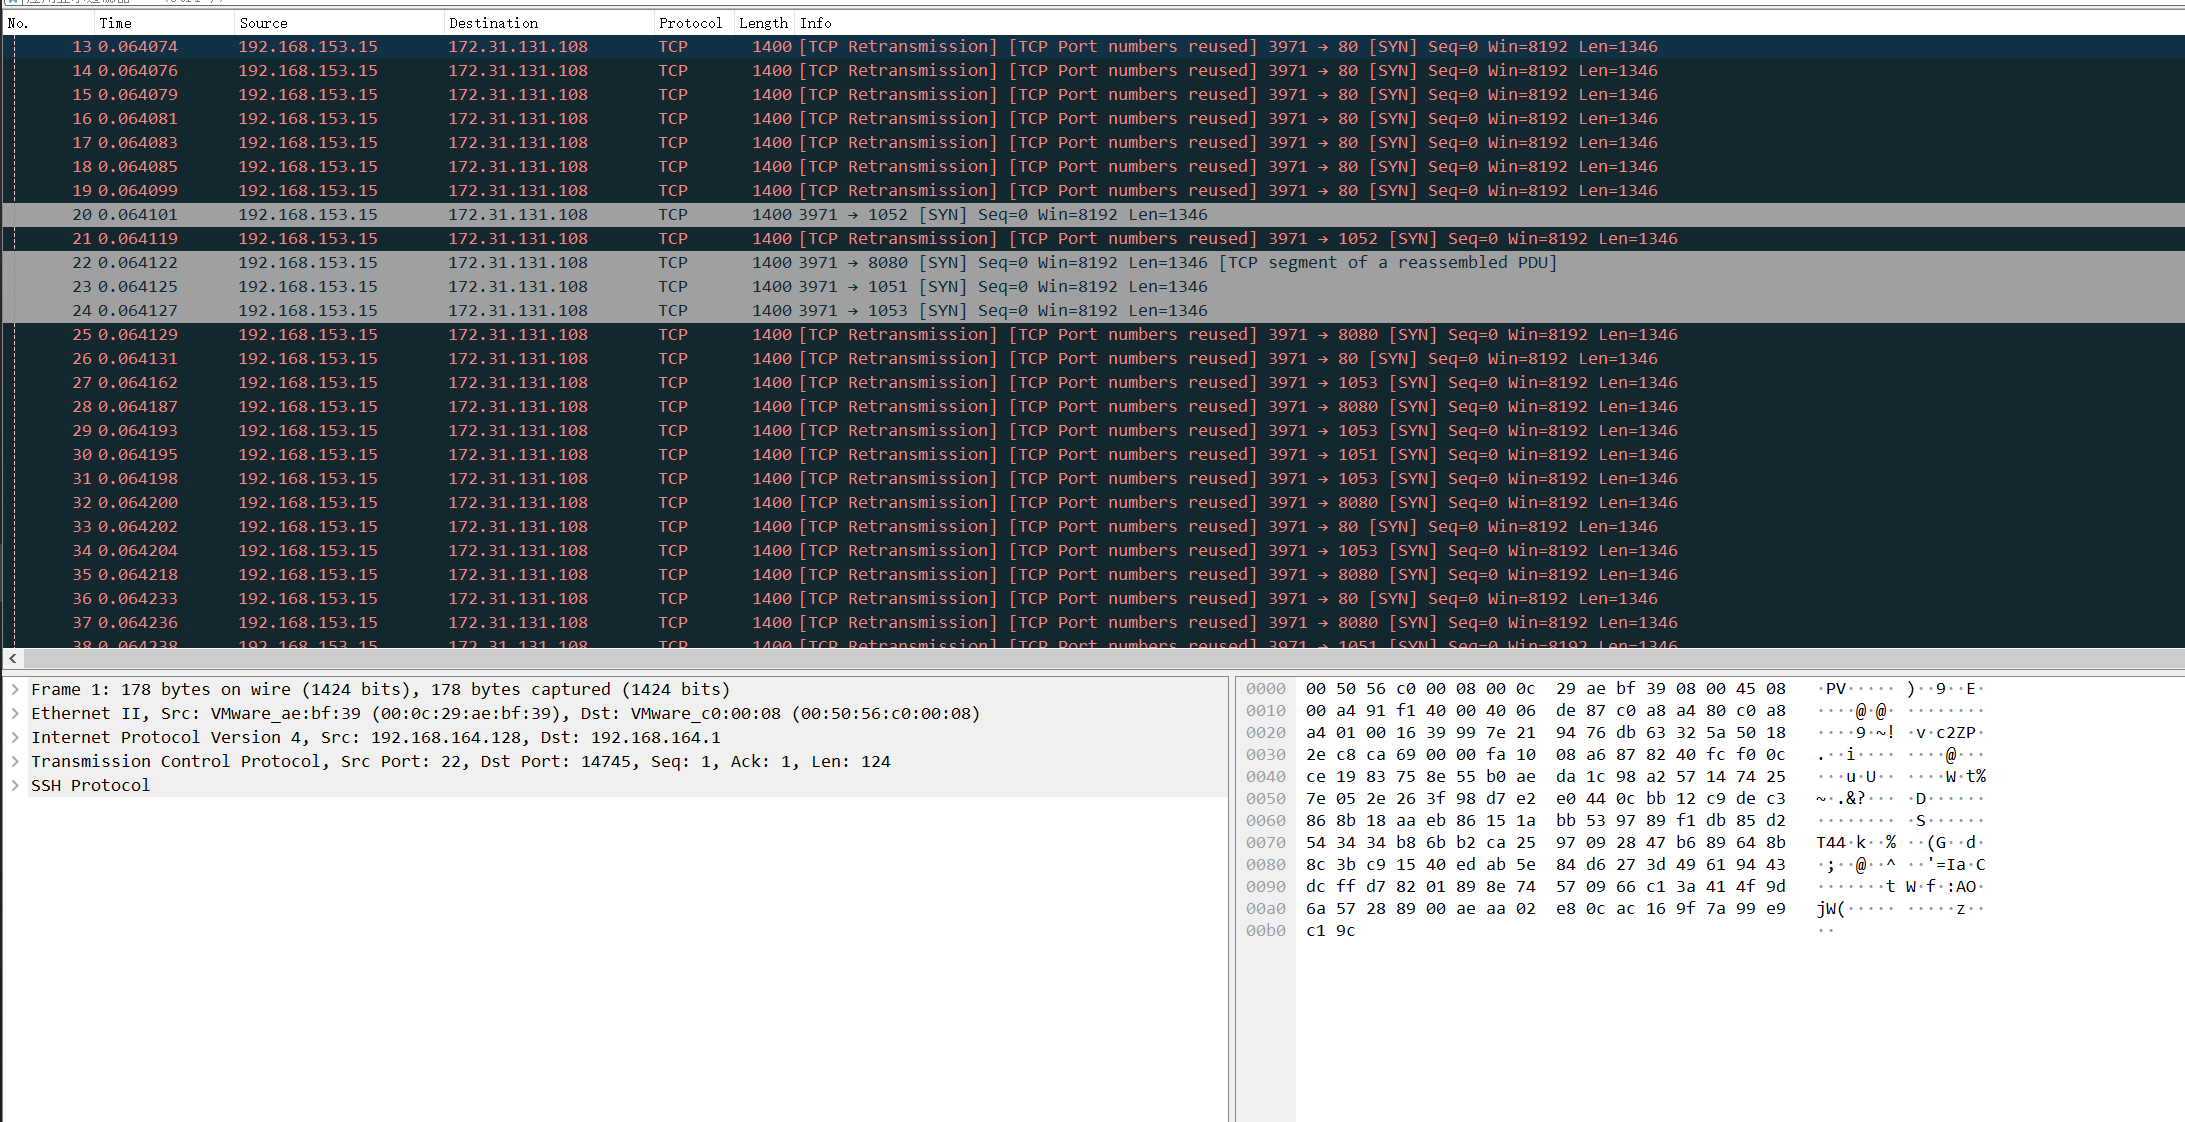 No. Time Source Destination Protocol Length Info
13 0.064074 192.168.153.15 172.31.131.108 TCP 1400 [TCP Retransmission] [TCP Port numbers reused] 3971 → 80 [SYN] Seq=0 Win=8192 Len=1346
14 0.064076 192.168.153.15 172.31.131.108 TCP 1400 [TCP Retransmission] [TCP Port numbers reused] 3971 → 80 [SYN] Seq=0 Win=8192 Len=1346
15 0.064079 192.168.153.15 172.31.131.108 TCP 1400 [TCP Retransmission] [TCP Port numbers reused] 3971 → 80 [SYN] Seq=0 Win=8192 Len=1346
16 0.064081 192.168.153.15 172.31.131.108 TCP 1400 [TCP Retransmission] [TCP Port numbers reused] 3971 → 80 [SYN] Seq=0 Win=8192 Len=1346
17 0.064083 192.168.153.15 172.31.131.108 TCP 1400 [TCP Retransmission] [TCP Port numbers reused] 3971 → 80 [SYN] Seq=0 Win=8192 Len=1346
18 0.064085 192.168.153.15 172.31.131.108 TCP 1400 [TCP Retransmission] [TCP Port numbers reused] 3971 → 80 [SYN] Seq=0 Win=8192 Len=1346
19 0.064099 192.168.153.15 172.31.131.108 TCP 1400 [TCP Retransmission] [TCP Port numbers reused] 3971 → 80 [SYN] Seq=0 Win=8192 Len=1346
20 0.064101 192.168.153.15 172.31.131.108 TCP 1400 3971 → 1052 [SYN] Seq=0 Win=8192 Len=1346
21 0.064119 192.168.153.15 172.31.131.108 TCP 1400 [TCP Retransmission] [TCP Port numbers reused] 3971 → 1052 [SYN] Seq=0 Win=8192 Len=1346
22 0.064122 192.168.153.15 172.31.131.108 TCP 1400 3971 → 8080 [SYN] Seq=0 Win=8192 Len=1346 [TCP segment of a reassembled PDU]
23 0.064125 192.168.153.15 172.31.131.108 TCP 1400 3971 → 1051 [SYN] Seq=0 Win=8192 Len=1346
24 0.064127 192.168.153.15 172.31.131.108 TCP 1400 3971 → 1053 [SYN] Seq=0 Win=8192 Len=1346
25 0.064129 192.168.153.15 172.31.131.108 TCP 1400 [TCP Retransmission] [TCP Port numbers reused] 3971 → 8080 [SYN] Seq=0 Win=8192 Len=1346
26 0.064131 192.168.153.15 172.31.131.108 TCP 1400 [TCP Retransmission] [TCP Port numbers reused] 3971 → 80 [SYN] Seq=0 Win=8192 Len=1346
27 0.064162 192.168.153.15 172.31.131.108 TCP 1400 [TCP Retransmission] [TCP Port numbers reused] 3971 → 1053 [SYN] Seq=0 Win=8192 Len=1346
28 0.064187 192.168.153.15 172.31.131.108 TCP 1400 [TCP Retransmission] [TCP Port numbers reused] 3971 → 8080 [SYN] Seq=0 Win=8192 Len=1346
29 0.064193 192.168.153.15 172.31.131.108 TCP 1400 [TCP Retransmission] [TCP Port numbers reused] 3971 → 1053 [SYN] Seq=0 Win=8192 Len=1346
30 0.064195 192.168.153.15 172.31.131.108 TCP 1400 [TCP Retransmission] [TCP Port numbers reused] 3971 → 1051 [SYN] Seq=0 Win=8192 Len=1346
31 0.064198 192.168.153.15 172.31.131.108 TCP 1400 [TCP Retransmission] [TCP Port numbers reused] 3971 → 1053 [SYN] Seq=0 Win=8192 Len=1346
32 0.064200 192.168.153.15 172.31.131.108 TCP 1400 [TCP Retransmission] [TCP Port numbers reused] 3971 → 8080 [SYN] Seq=0 Win=8192 Len=1346
33 0.064202 192.168.153.15 172.31.131.108 TCP 1400 [TCP Retransmission] [TCP Port numbers reused] 3971 → 80 [SYN] Seq=0 Win=8192 Len=1346
34 0.064204 192.168.153.15 172.31.131.108 TCP 1400 [TCP Retransmission] [TCP Port numbers reused] 3971 → 1053 [SYN] Seq=0 Win=8192 Len=1346
35 0.064218 192.168.153.15 172.31.131.108 TCP 1400 [TCP Retransmission] [TCP Port numbers reused] 3971 → 8080 [SYN] Seq=0 Win=8192 Len=1346
36 0.064233 192.168.153.15 172.31.131.108 TCP 1400 [TCP Retransmission] [TCP Port numbers reused] 3971 → 80 [SYN] Seq=0 Win=8192 Len=1346
37 0.064236 192.168.153.15 172.31.131.108 TCP 1400 [TCP Retransmission] [TCP Port numbers reused] 3971 → 8080 [SYN] Seq=0 Win=8192 Len=1346
38 0.064238 192.168.153.15 172.31.131.108 TCP 1400 [TCP Retransmission] [TCP Port numbers reused] 3971 → 1051 [SYN] Seq=0 Win=8192 Len=1346
Frame 1: 178 bytes on wire (1424 bits), 178 bytes captured (1424 bits)
Ethernet II, Src: VMware_ae:bf:39 (00:0c:29:ae:bf:39), Dst: VMware_c0:00:08 (00:50:56:c0:00:08)
Internet Protocol Version 4, Src: 192.168.164.128, Dst: 192.168.164.1
Transmission Control Protocol, Src Port: 22, Dst Port: 14745, Seq: 1, Ack: 1, Len: 124
SSH Protocol
0000 00 50 56 c0 00 08 00 0c 29 ae bf 39 08 00 45 08 ·PV····· )··9··E·
0010 00 a4 91 f1 40 00 40 06 de 87 c0 a8 a4 80 c0 a8 ····@·@· ········
0020 a4 01 00 16 39 99 7e 21 94 76 db 63 32 5a 50 18 ····9·~! ·v·c2ZP·
0030 2e c8 ca 69 00 00 fa 10 08 a6 87 82 40 fc f0 0c .··i···· ····@···
0040 ce 19 83 75 8e 55 b0 ae da 1c 98 a2 57 14 74 25 ···u·U·· ····W·t%
0050 7e 05 2e 26 3f 98 d7 e2 e0 44 0c bb 12 c9 de c3 ~·.&?··· ·D······
0060 86 8b 18 aa eb 86 15 1a bb 53 97 89 f1 db 85 d2 ········ ·S······
0070 54 34 34 b8 6b b2 ca 25 97 09 28 47 b6 89 64 8b T44·k··% ··(G··d·
0080 8c 3b c9 15 40 ed ab 5e 84 d6 27 3d 49 61 94 43 ·;··@··^ ··'=Ia·C
0090 dc ff d7 82 01 89 8e 74 57 09 66 c1 3a 41 4f 9d ·······t W·f·:AO·
00a0 6a 57 28 89 00 ae aa 02 e8 0c ac 16 9f 7a 99 e9 jW(····· ·····z··
00b0 c1 9c ··